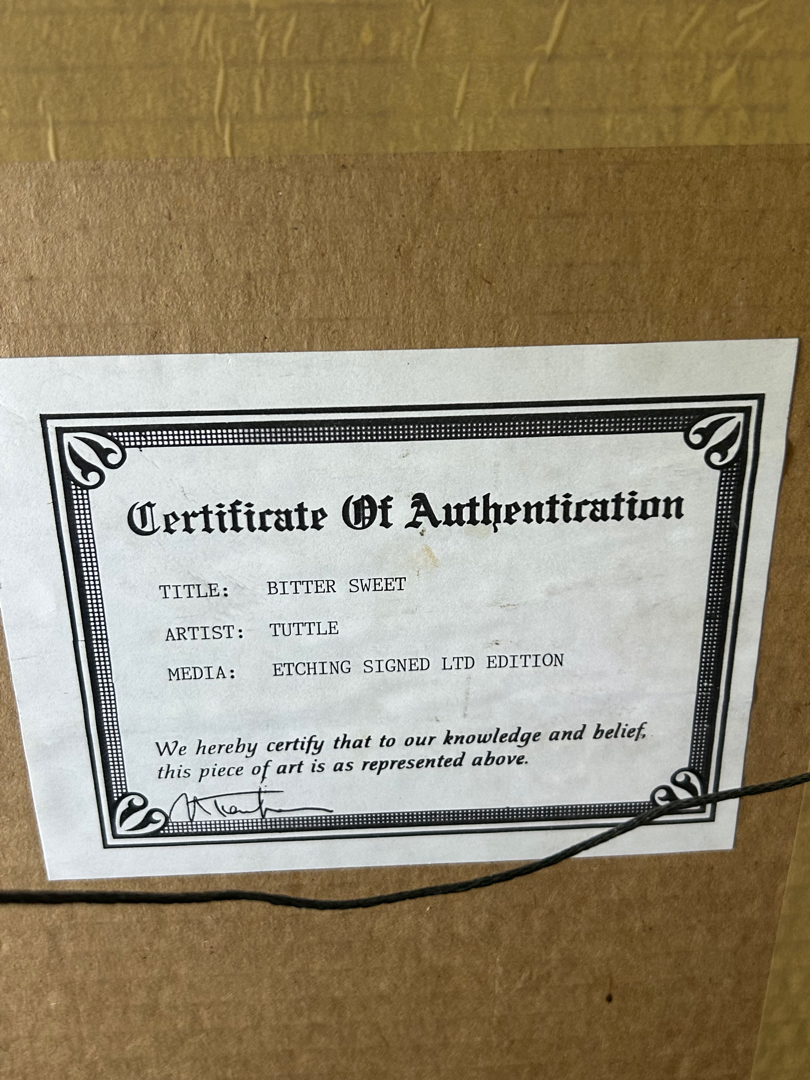 Certificate Of Authentication
TITLE: BITTER SWEET
ARTIST: TUTTLE
MEDIA: ETCHING SIGNED LTD EDITION
We hereby certify that to our knowledge and belief,
this piece of art is as represented above.